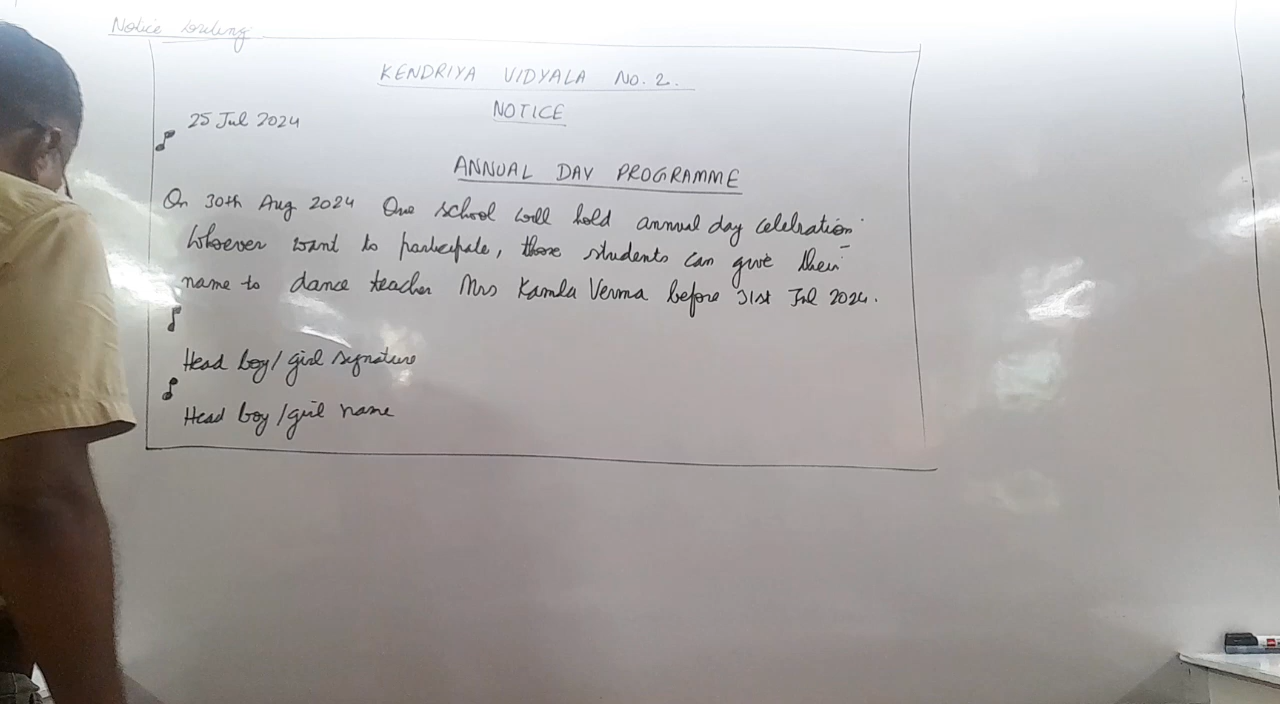 Notice writing
KENDRIYA VIDYALA NO. 2.
NOTICE
25 Jul 2024
ANNUAL DAY PROGRAMME
On 30th Aug 2024 Our school will hold annual day celebration
Whoever want to participate, those students can give their
name to dance teacher Mrs Kamla Verma before 31st Jul 2024.
Head boy/girl signature
Head boy/girl name